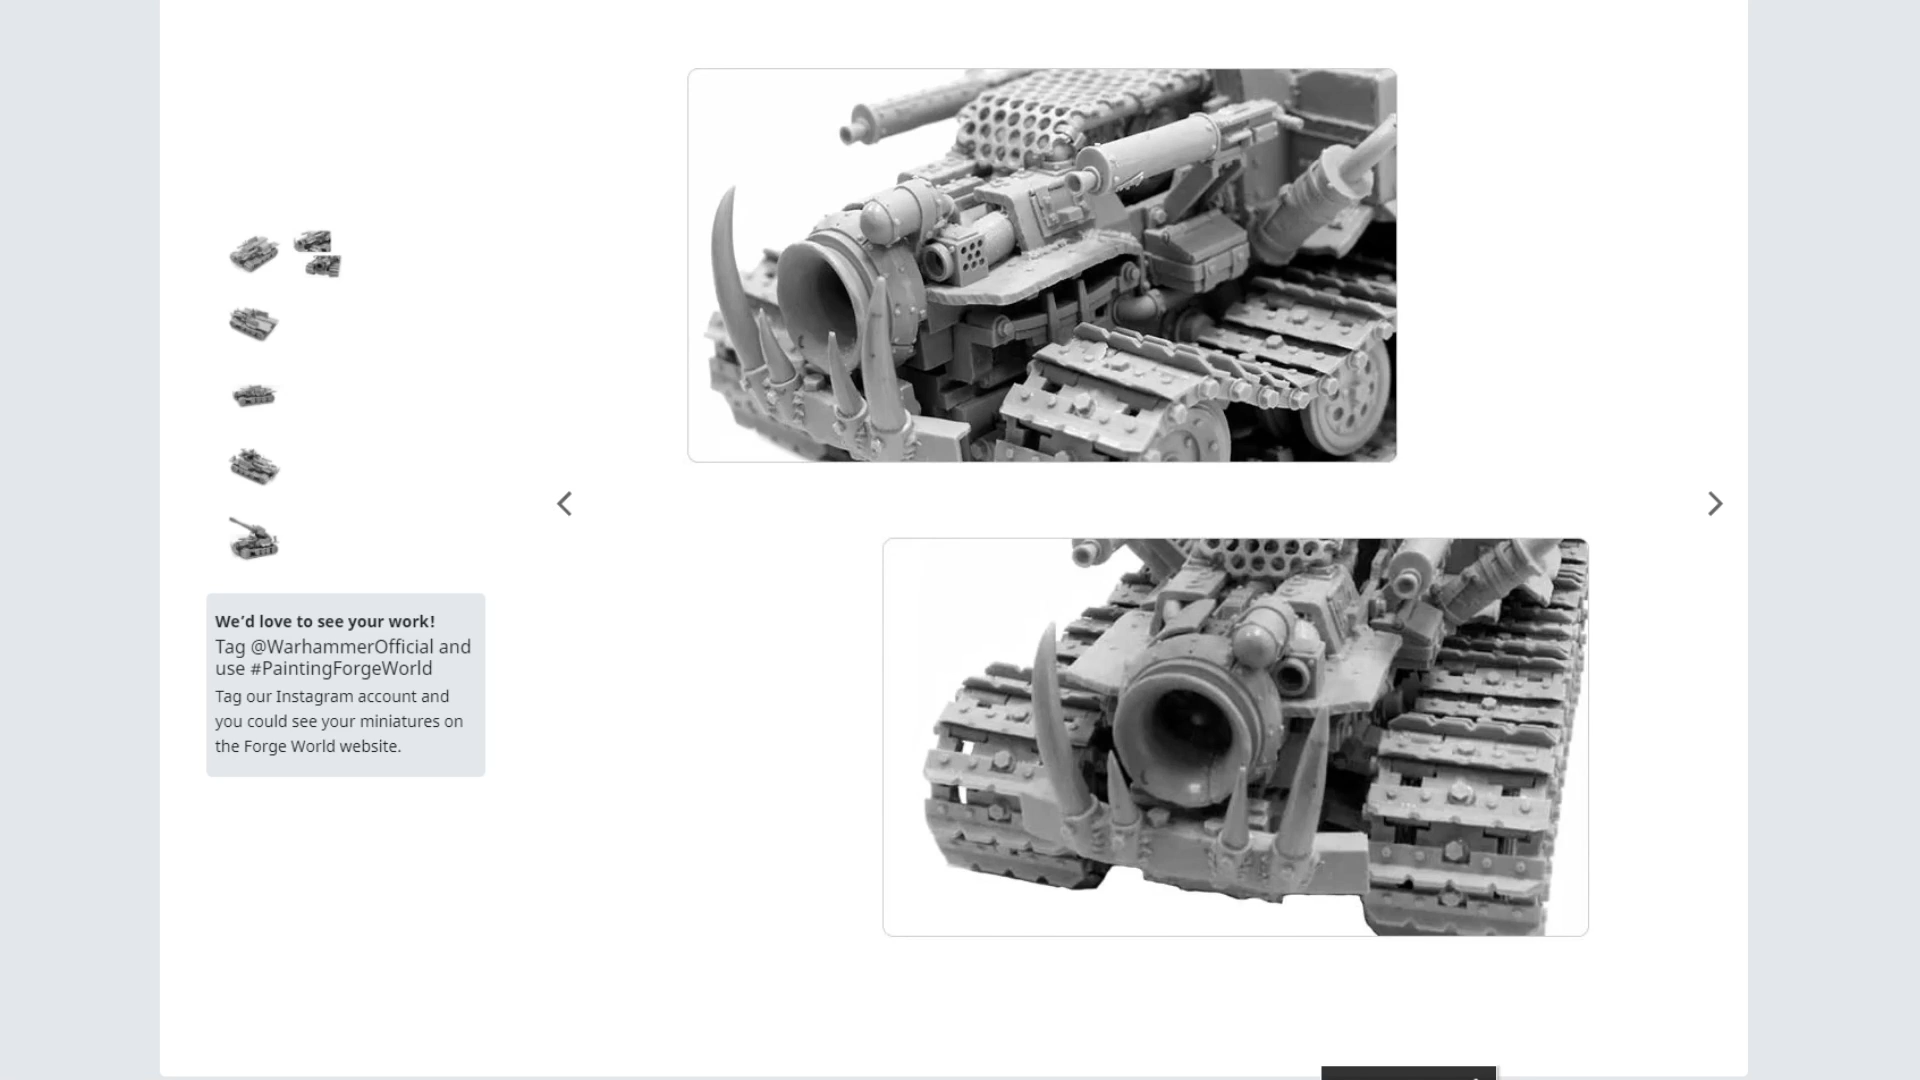 We’d love to see your work!
Tag @WarhammerOfficial and
use #PaintingForgeWorld
Tag our Instagram account and
you could see your miniatures on
the Forge World website.